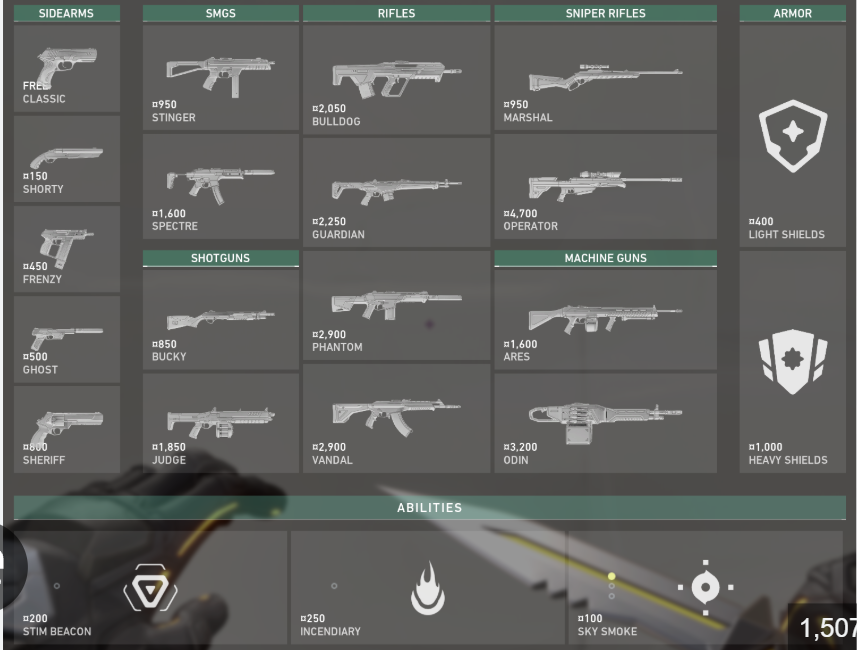 SIDEARMS
FREE
CLASSIC
¤150
SHORTY
¤450
FRENZY
¤500
GHOST
¤800
SHERIFF
SMGS
¤950
STINGER
¤1,600
SPECTRE
SHOTGUNS
¤850
BUCKY
¤1,850
JUDGE
RIFLES
¤2,050
BULLDOG
¤2,250
GUARDIAN
¤2,900
PHANTOM
¤2,900
VANDAL
SNIPER RIFLES
¤950
MARSHAL
¤4,700
OPERATOR
MACHINE GUNS
¤1,600
ARES
¤3,200
ODIN
ARMOR
¤400
LIGHT SHIELDS
¤1,000
HEAVY SHIELDS
ABILITIES
¤200
STIM BEACON
¤250
INCENDIARY
¤100
SKY SMOKE
1,507